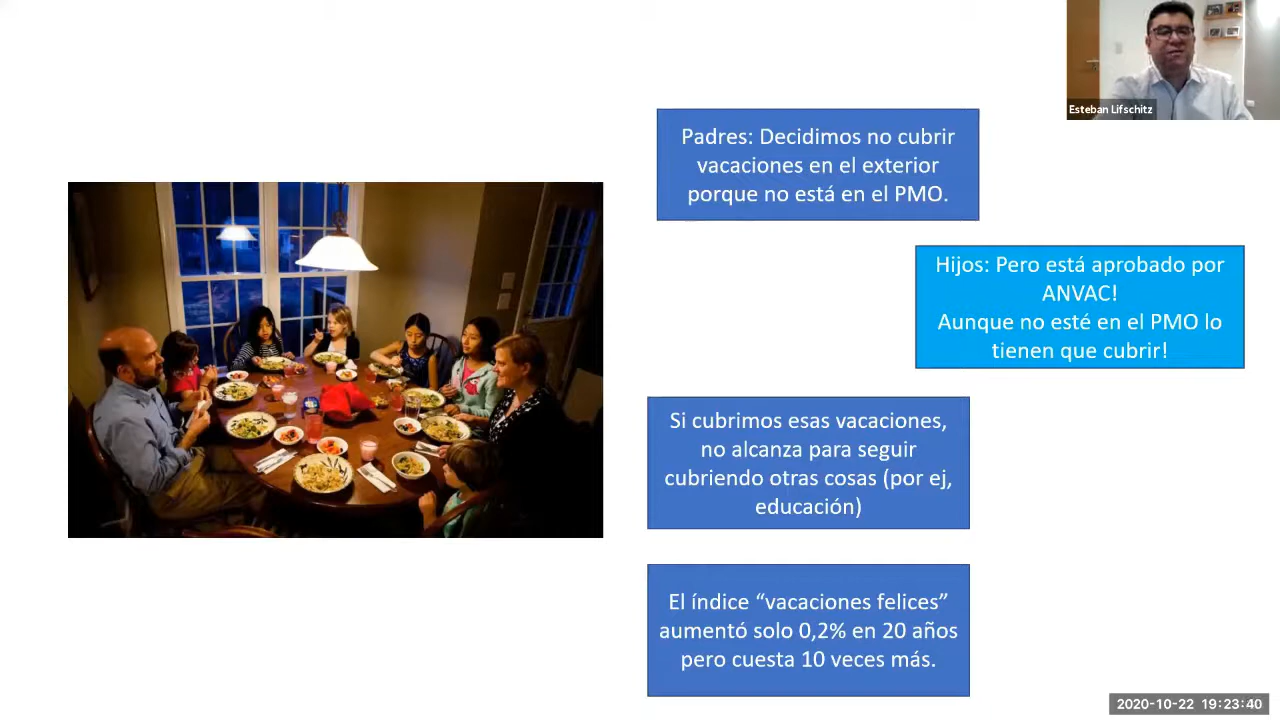 Esteban Lifschitz
Padres: Decidimos no cubrir
vacaciones en el exterior
porque no está en el PMO.
Hijos: Pero está aprobado por
ANVAC!
Aunque no esté en el PMO lo
tienen que cubrir!
Si cubrimos esas vacaciones,
no alcanza para seguir
cubriendo otras cosas (por ej,
educación)
El índice “vacaciones felices”
aumentó solo 0,2% en 20 años
pero cuesta 10 veces más.
2020-10-22 19:23:40